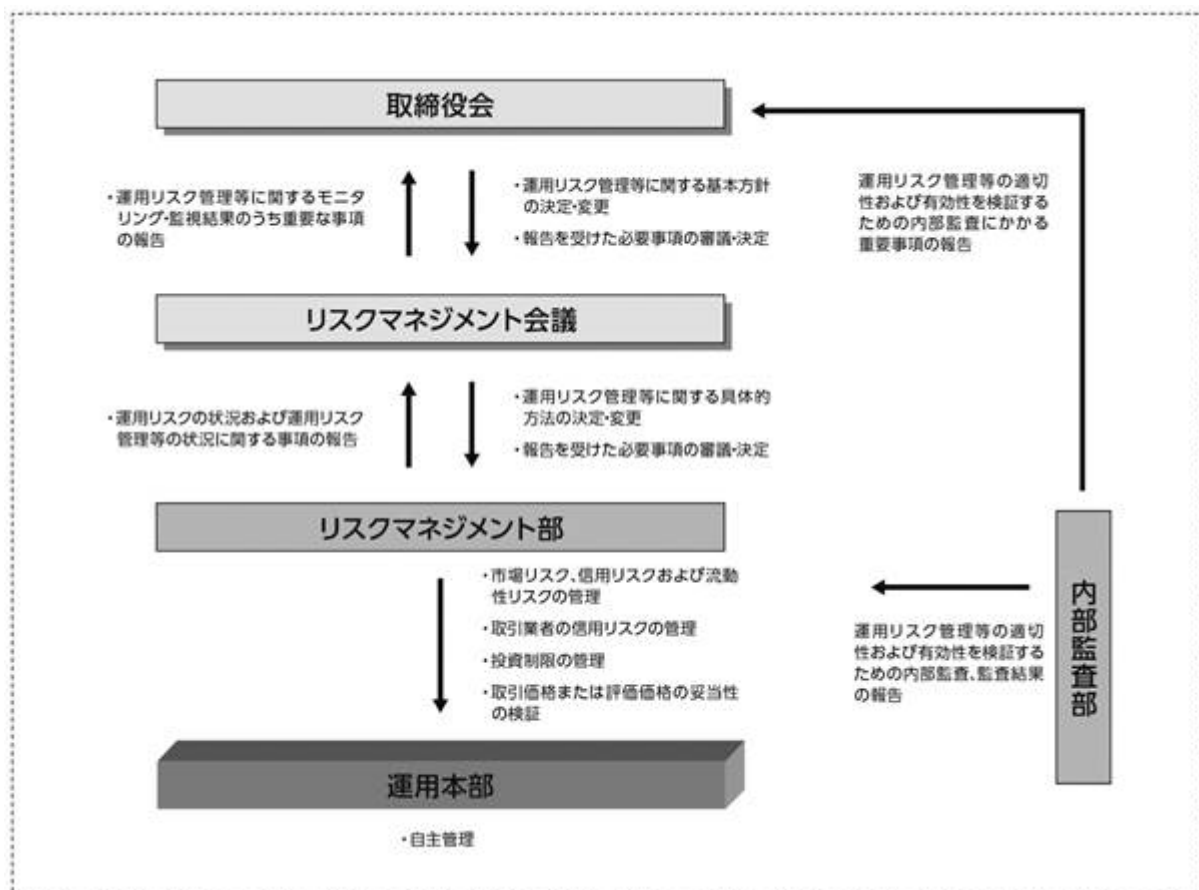 取締役会
・運用リスク管理等に関するモニタ
リング・監視結果のうち重要な事項
の報告
・運用リスク管理等に関する基本方針
の決定・変更
・報告を受けた必要事項の審議・決定
運用リスク管理等の適切
性および有効性を検証する
ための内部監査にかかる
重要事項の報告
リスクマネジメント会議
・運用リスクの状況および運用リスク
管理等の状況に関する事項の報告
・運用リスク管理等に関する具体的
方法の決定・変更
・報告を受けた必要事項の審議・決定
リスクマネジメント部
・市場リスク、信用リスクおよび流動
性リスクの管理
・取引業者の信用リスクの管理
・投資制限の管理
・取引価格または評価価格の妥当性
の検証
運用リスク管理等の適切
性および有効性を検証する
ための内部監査、監査結果
の報告
内部監査部
運用本部
・自主管理